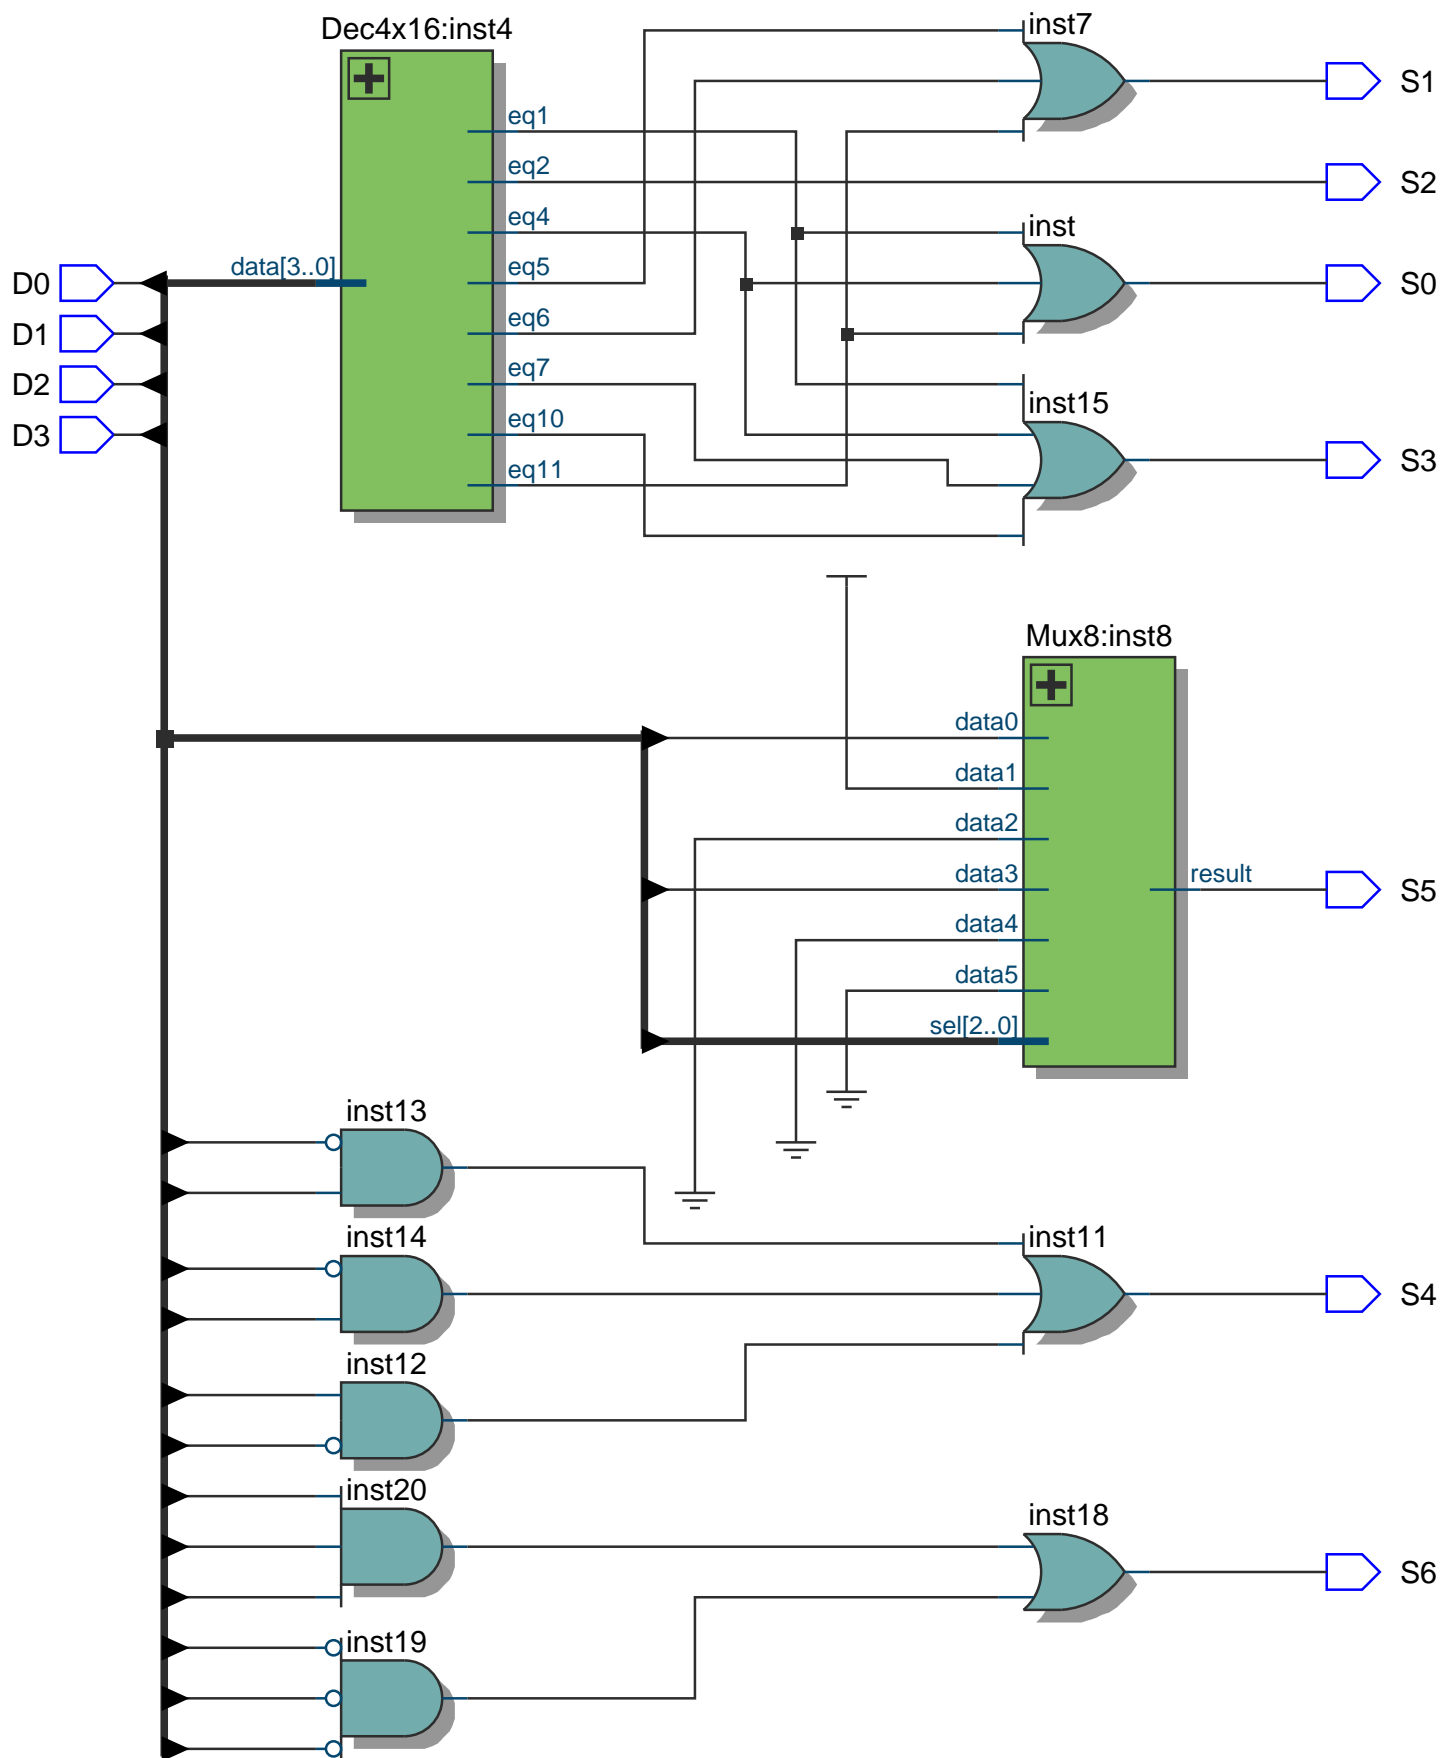 Dec4x16:inst4
inst7
S1
eq1
eq2
S2
eq4
inst
data[3..0]
eq5
D0
S0
eq6
D1
eq7
D2
inst15
eq10
D3
S3
eq11
Mux8:inst8
data0
data1
data2
data3
result
S5
data4
data5
sel[2..0]
inst13
inst14
inst11
S4
inst12
inst20
inst18
S6
inst19